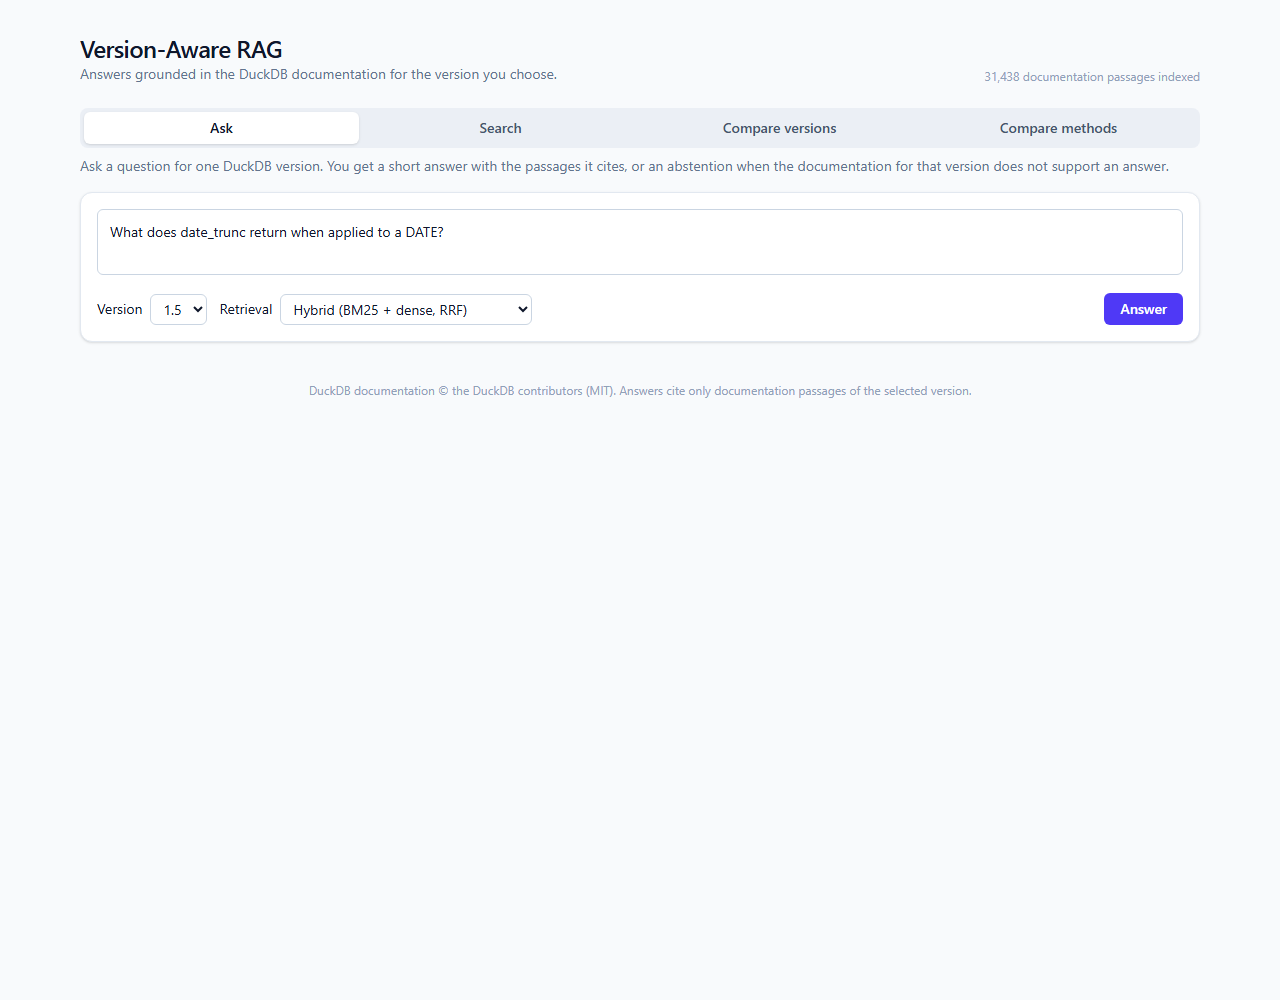 Version-Aware RAG
Answers grounded in the DuckDB documentation for the version you choose.
31,438 documentation passages indexed
Ask
Search
Compare versions
Compare methods
Ask a question for one DuckDB version. You get a short answer with the passages it cites, or an abstention when the documentation for that version does not support an answer.
What does date_trunc return when applied to a DATE?
Version 1.5 Retrieval Hybrid (BM25 + dense, RRF) Answer
DuckDB documentation © the DuckDB contributors (MIT). Answers cite only documentation passages of the selected version.